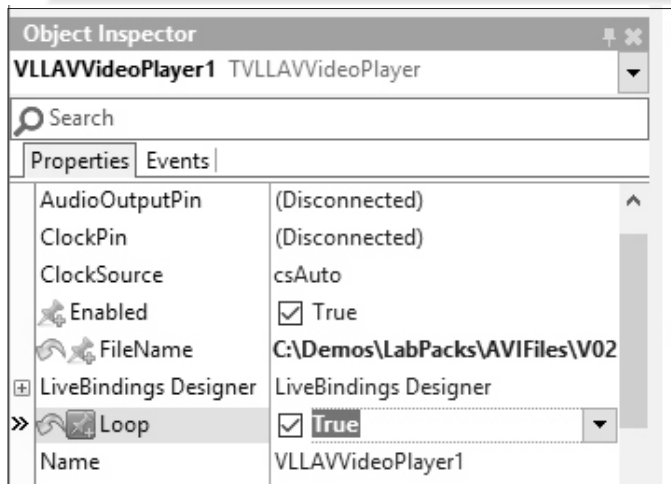 Object Inspector
VLLAVVideoPlayer1 TVLLAVVideoPlayer
Search
Properties Events
AudioOutputPin (Disconnected)
ClockPin (Disconnected)
ClockSource csAuto
Enabled True
FileName C:\Demos\LabPacks\AVIFiles\V02
LiveBindings Designer LiveBindings Designer
Loop True
Name VLLAVVideoPlayer1